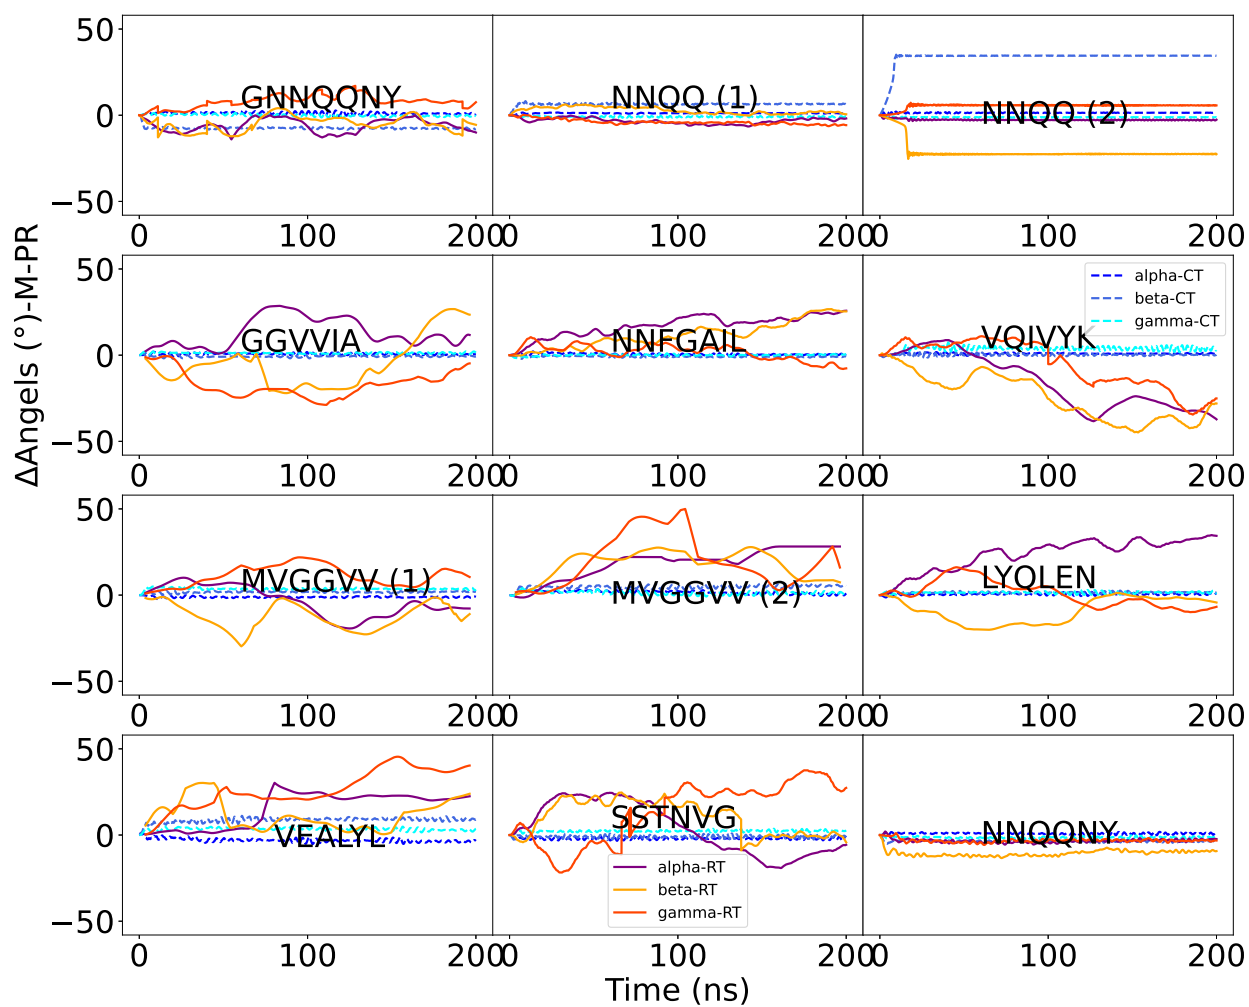 50
0
−50
GNNQQNY
NNQQ (1)
NNQQ (2)
0
100
200
0
100
200
0
100
200
50
0
−50
GGVVIA
NNFGAIL
VQIVYK
alpha-CT
beta-CT
gamma-CT
0
100
200
0
100
200
0
100
200
ΔAngels (°)-M-PR
50
0
−50
MVGGVV (1)
MVGGVV (2)
LYQLEN
0
100
200
0
100
200
0
100
200
50
0
−50
VEALYL
SSTNVG
NNQQNY
alpha-RT
beta-RT
gamma-RT
0
100
200
0
100
200
0
100
200
Time (ns)